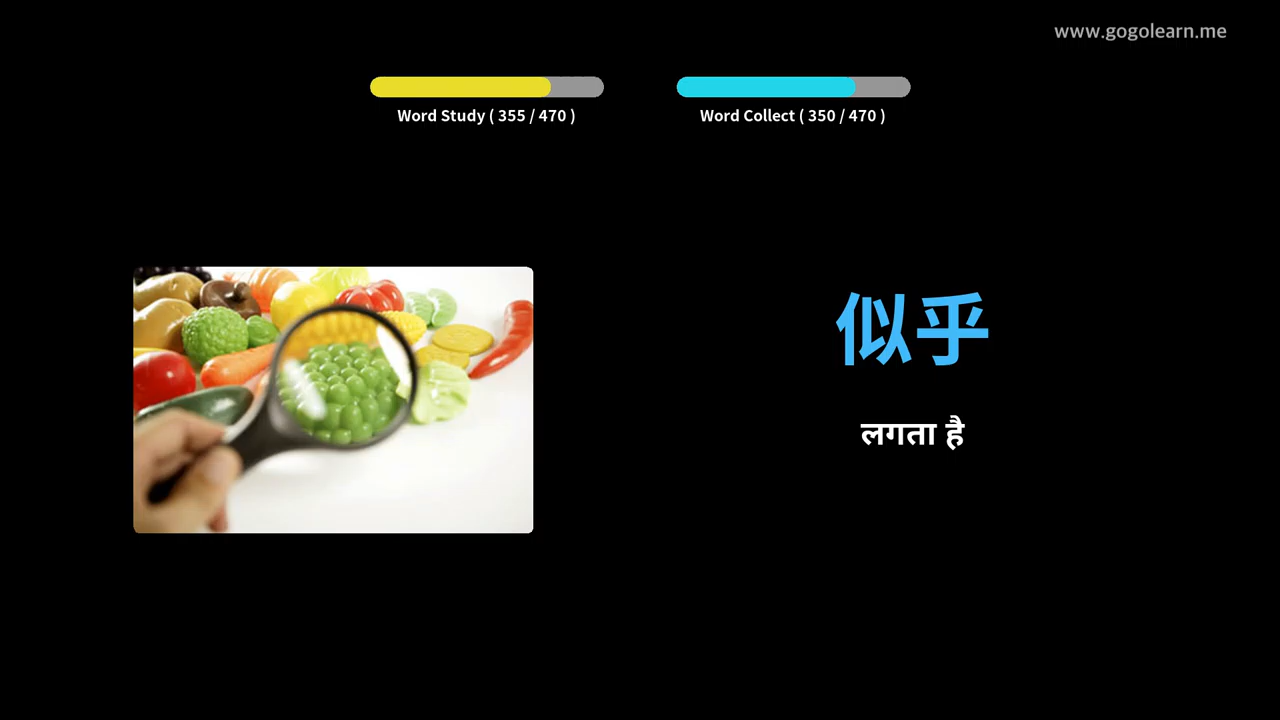 www.gogolearn.me
Word Study ( 355 / 470 )
Word Collect ( 350 / 470 )
似乎
लगता है